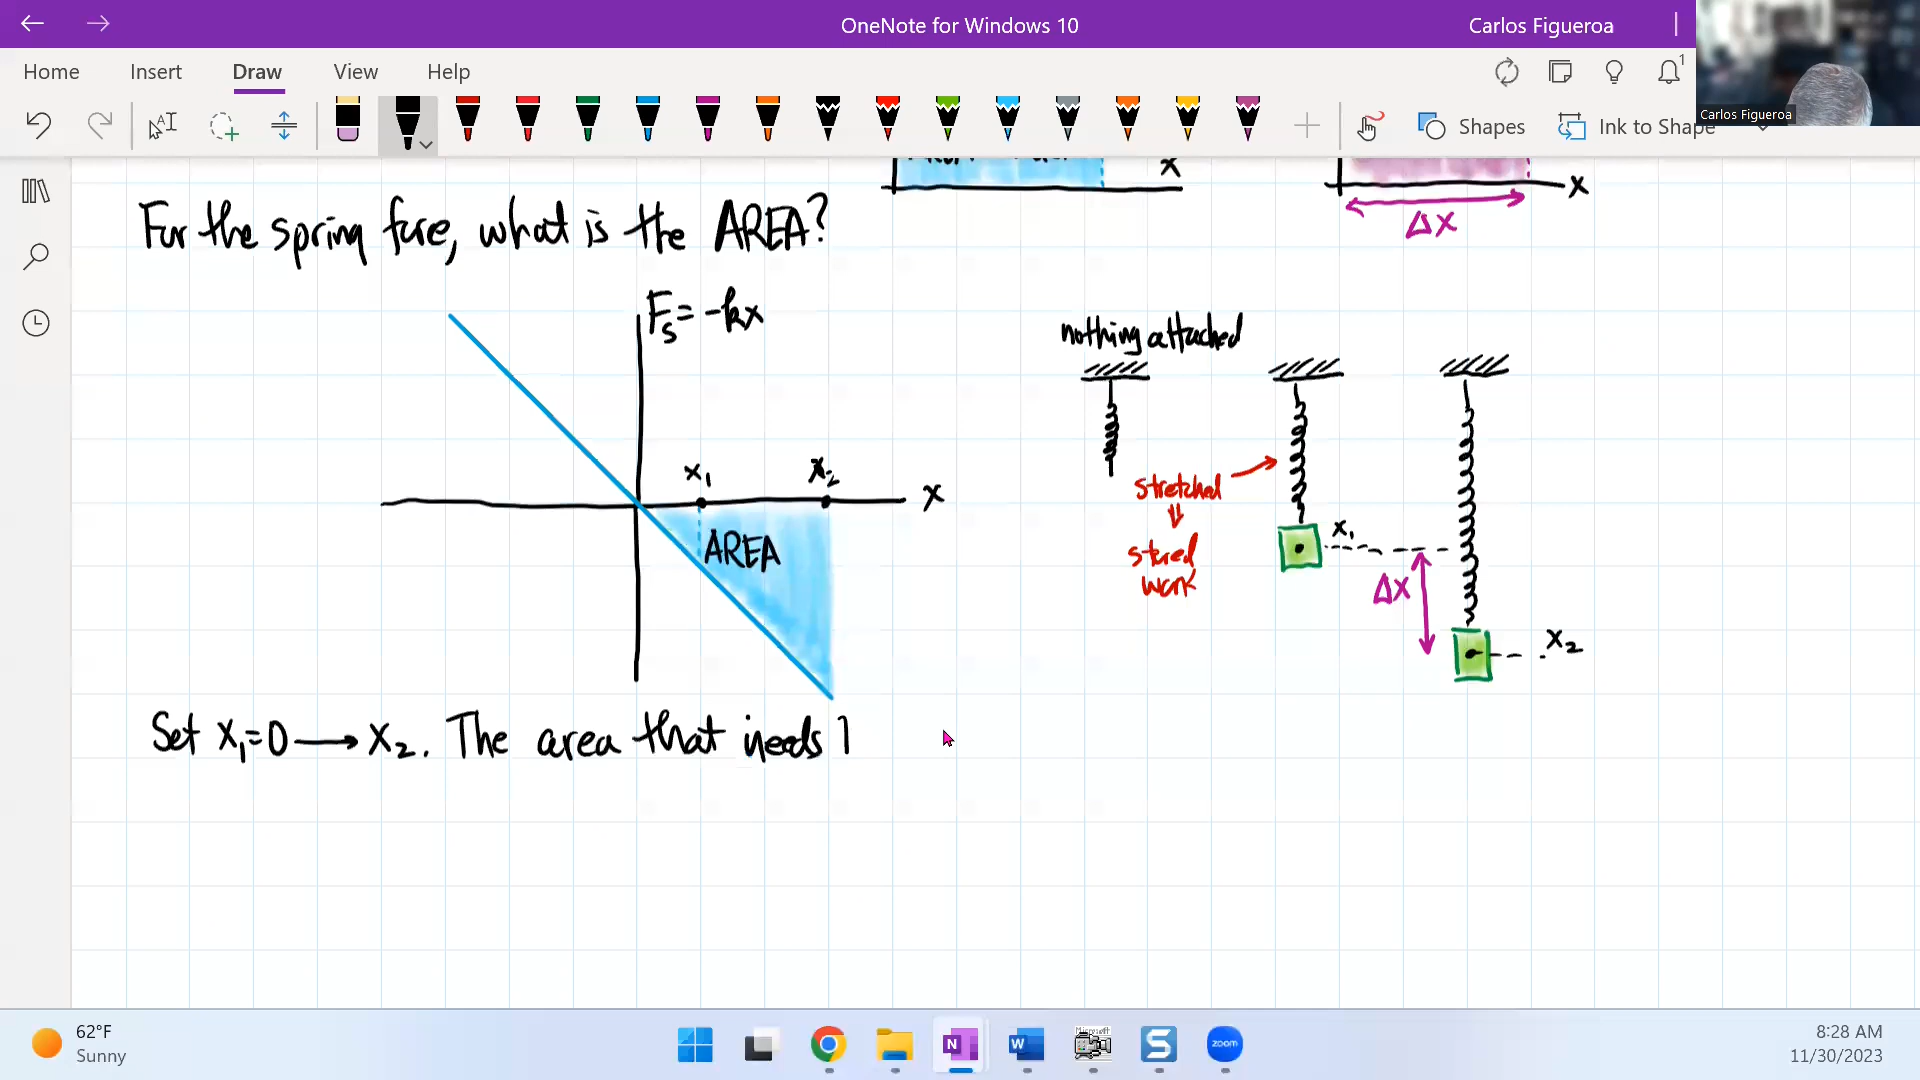 OneNote for Windows 10
Carlos Figueroa
Home
Insert
Draw
View
Help
1
Carlos Figueroa
Shapes
Ink to Shape
x
x
Δx
For the spring force, what is the AREA?
Fs = -kx
nothing attached
x1
x2
x
stretched
x1
AREA
stored
work
Δx
x2
Set x1=0 → x2. The area that needs
62°F
Sunny
N
W
Microsoft
S
zoom
8:28 AM
11/30/2023